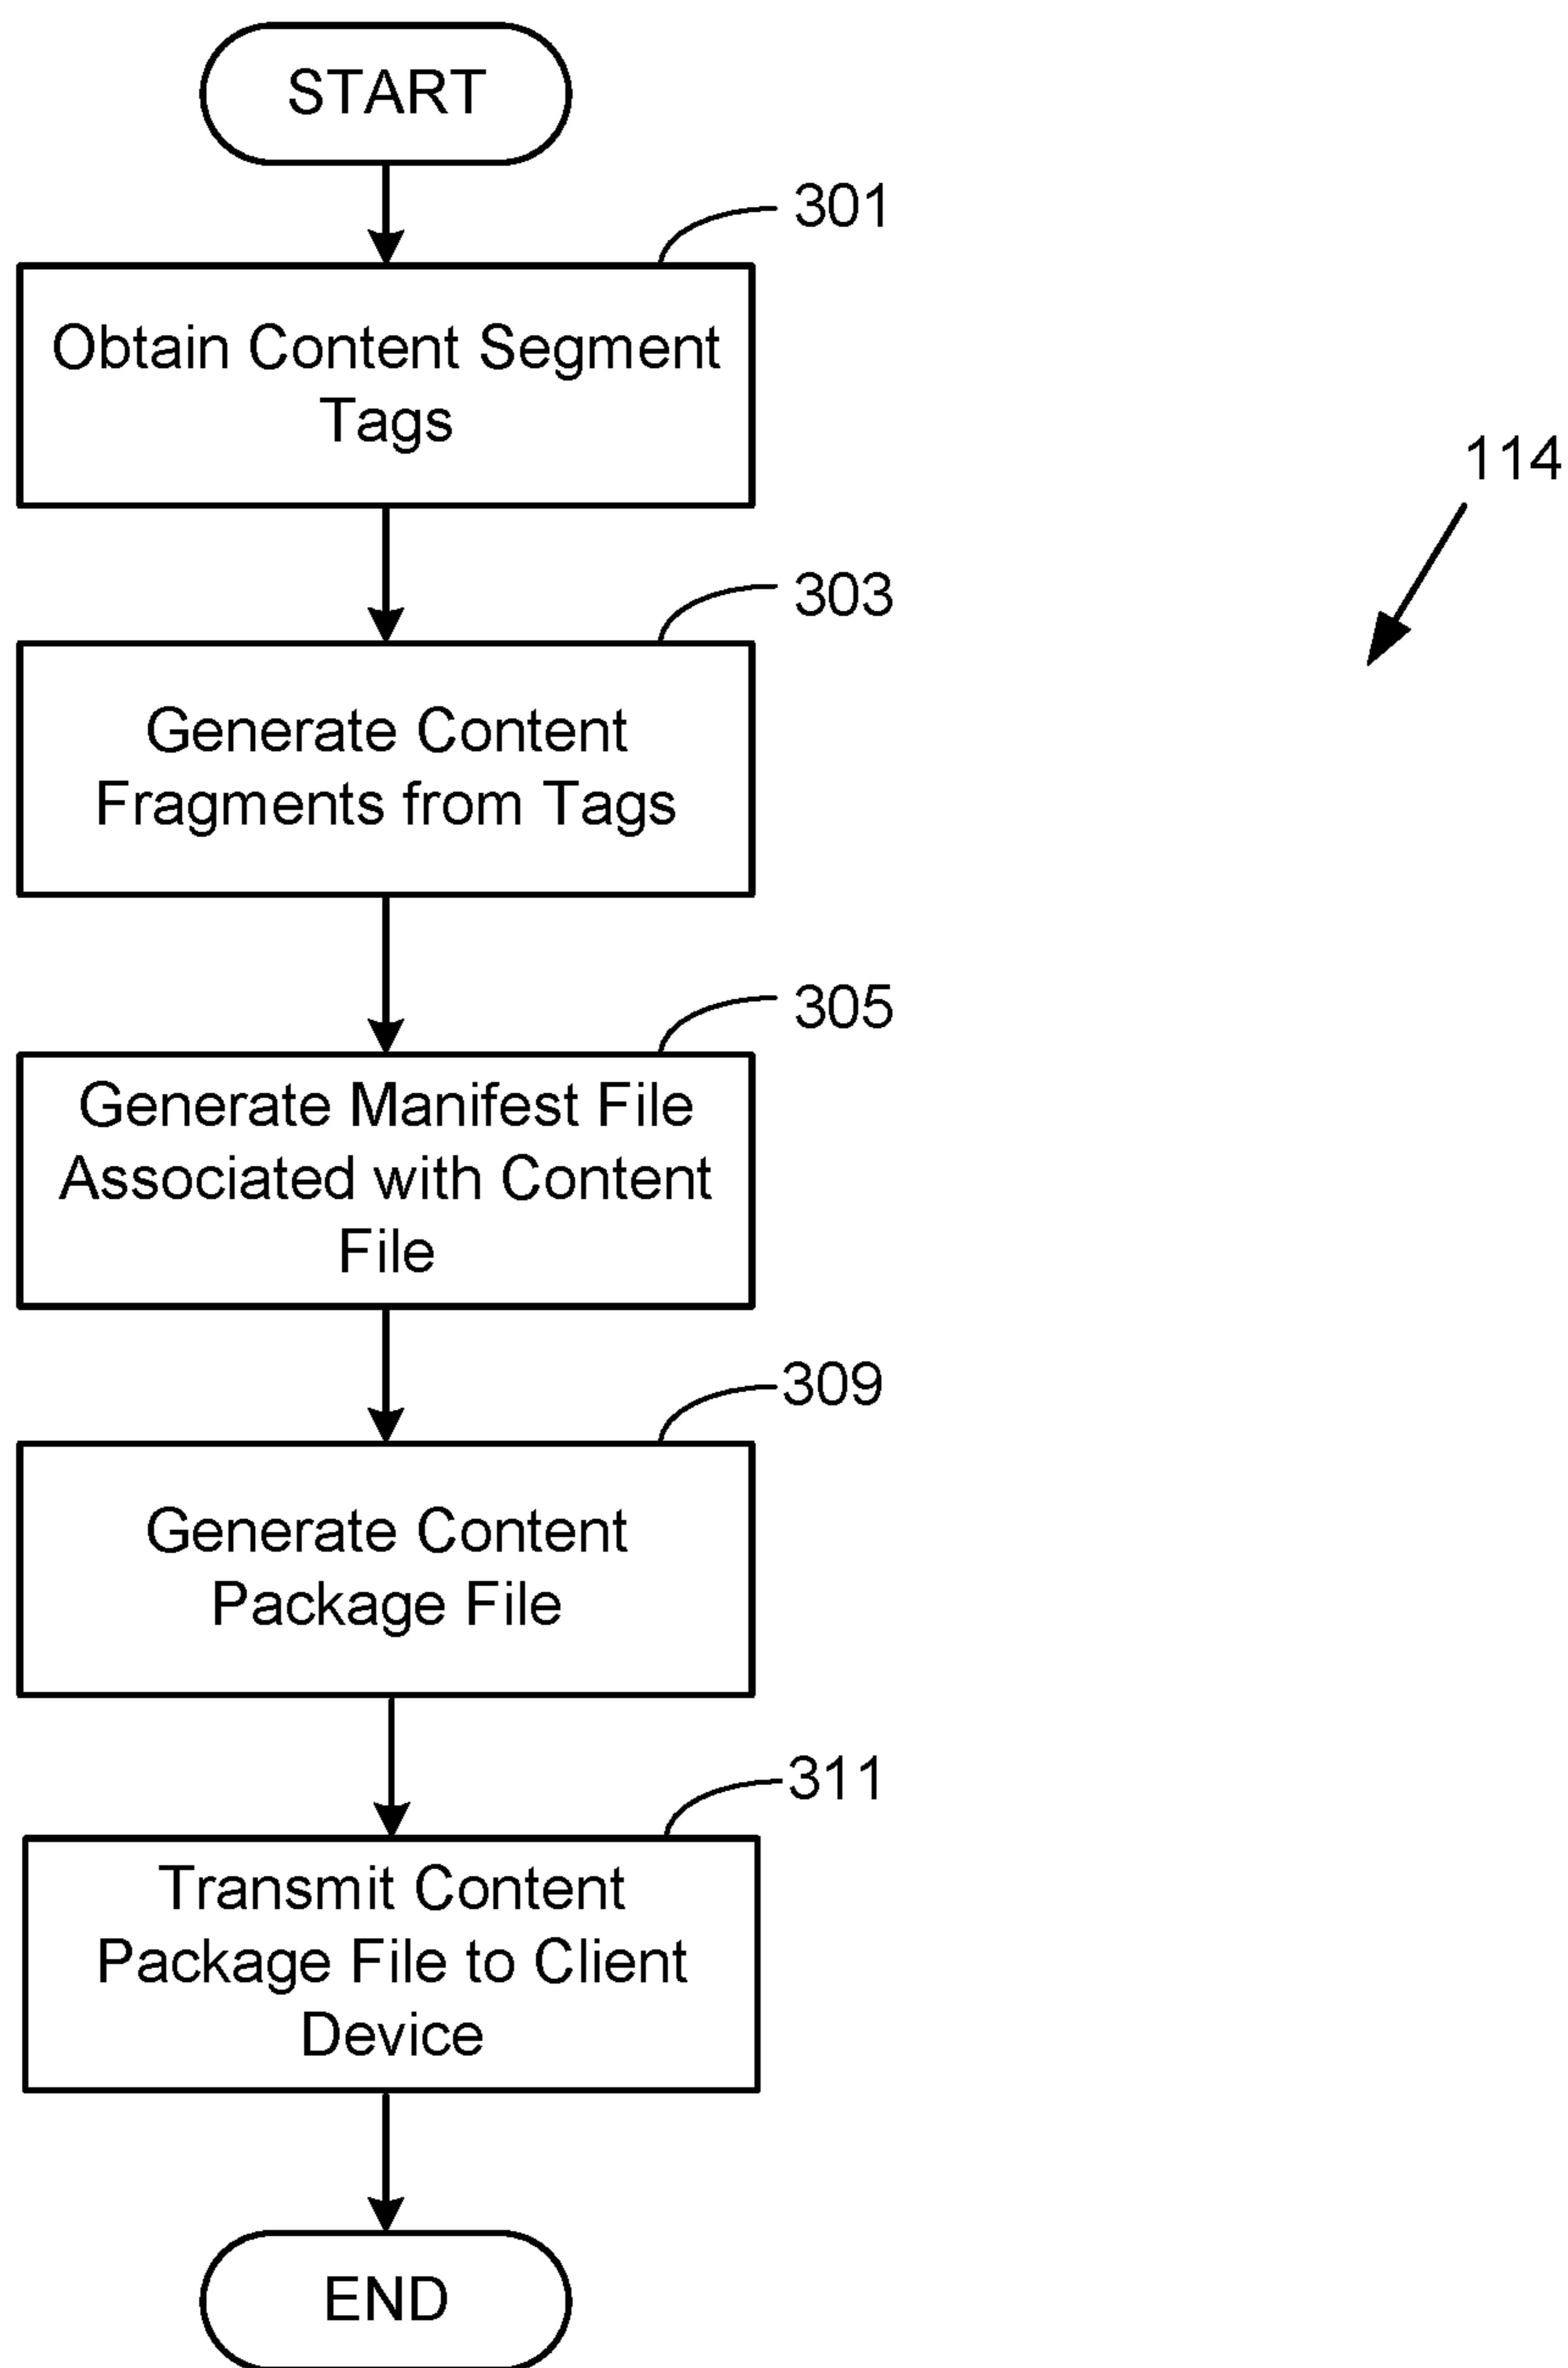 START
301
Obtain Content Segment
Tags
114
303
Generate Content
Fragments from Tags
305
Generate Manifest File
Associated with Content
File
309
Generate Content
Package File
311
Transmit Content
Package File to Client
Device
END